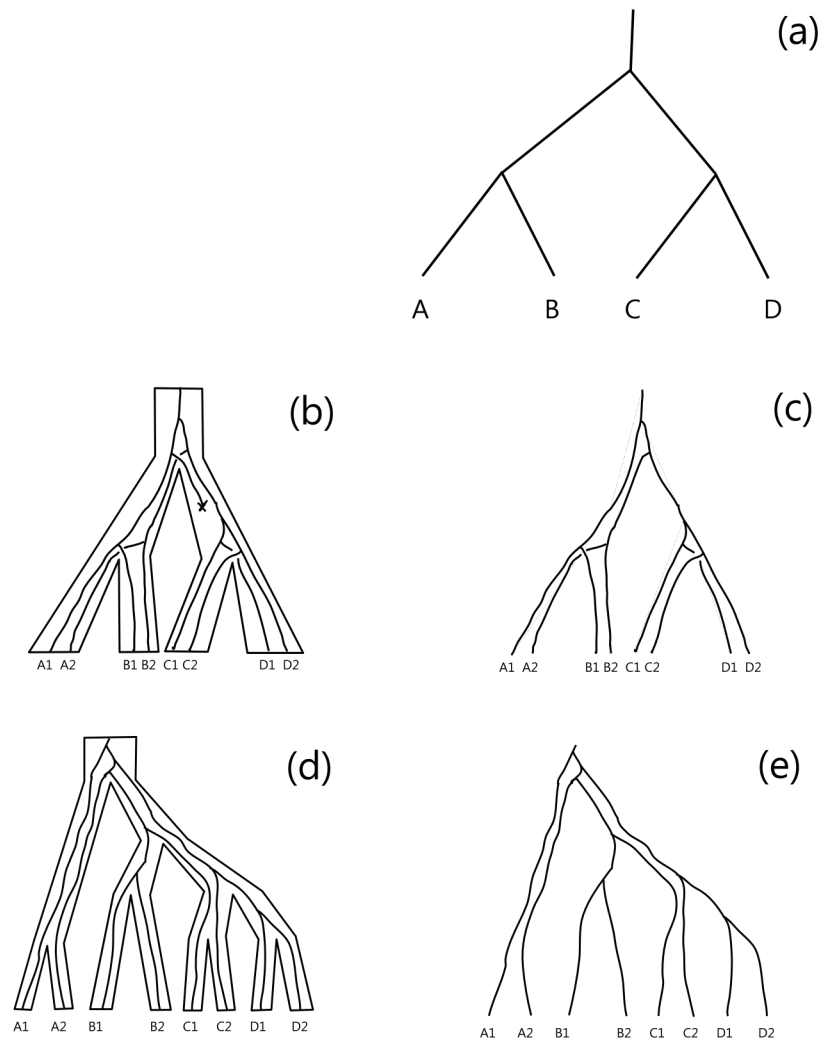 (a)
A B C D
(b)
(c)
A1 A2 B1 B2 C1 C2 D1 D2
A1 A2 B1 B2 C1 C2 D1 D2
(d)
(e)
A1 A2 B1 B2 C1 C2 D1 D2
A1 A2 B1 B2 C1 C2 D1 D2